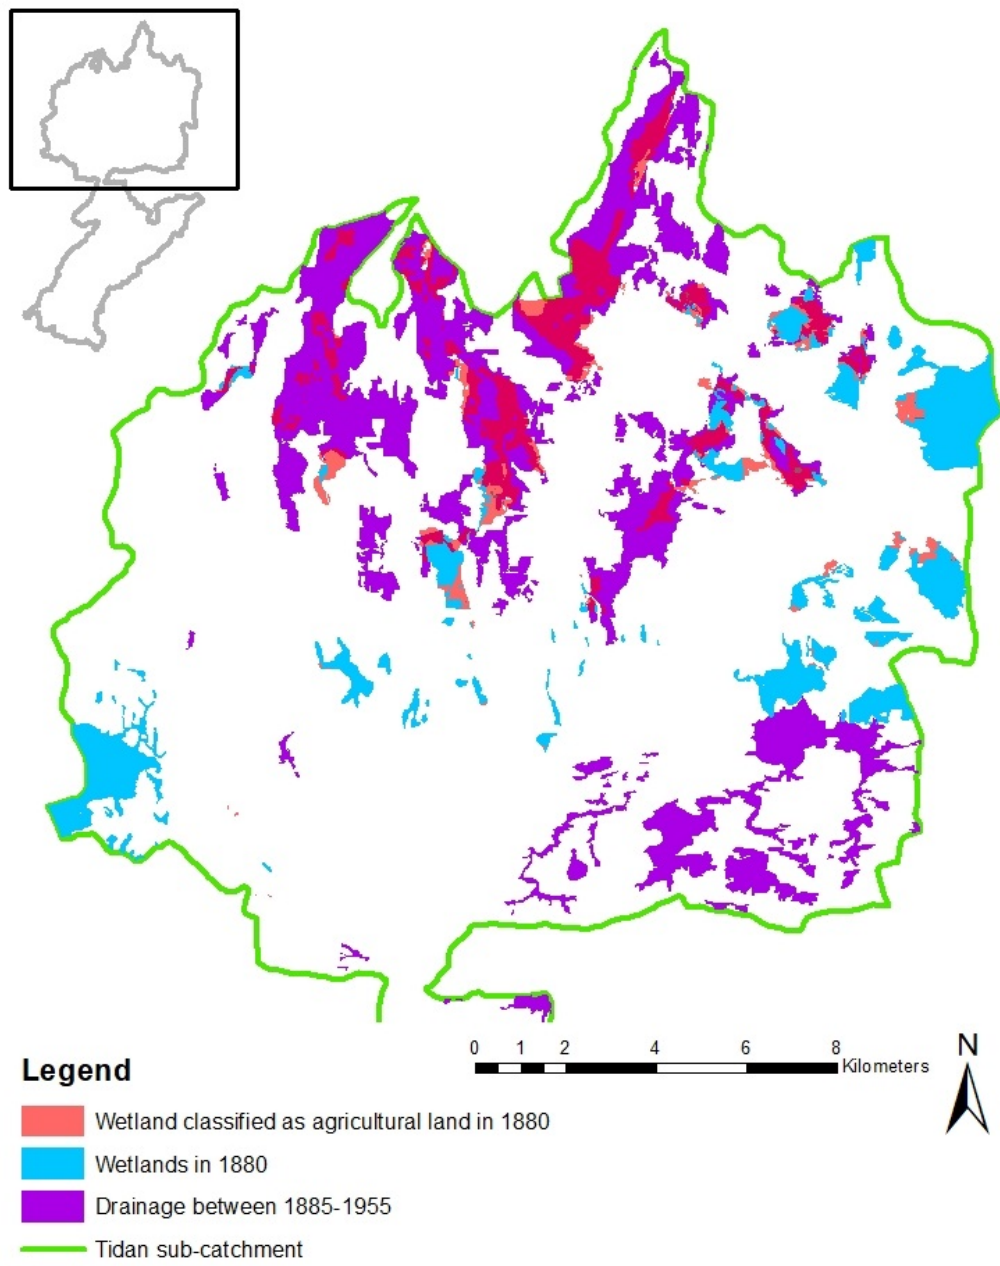 0 1 2 4 6 8
Kilometers
N
Legend
Wetland classified as agricultural land in 1880
Wetlands in 1880
Drainage between 1885-1955
Tidan sub-catchment